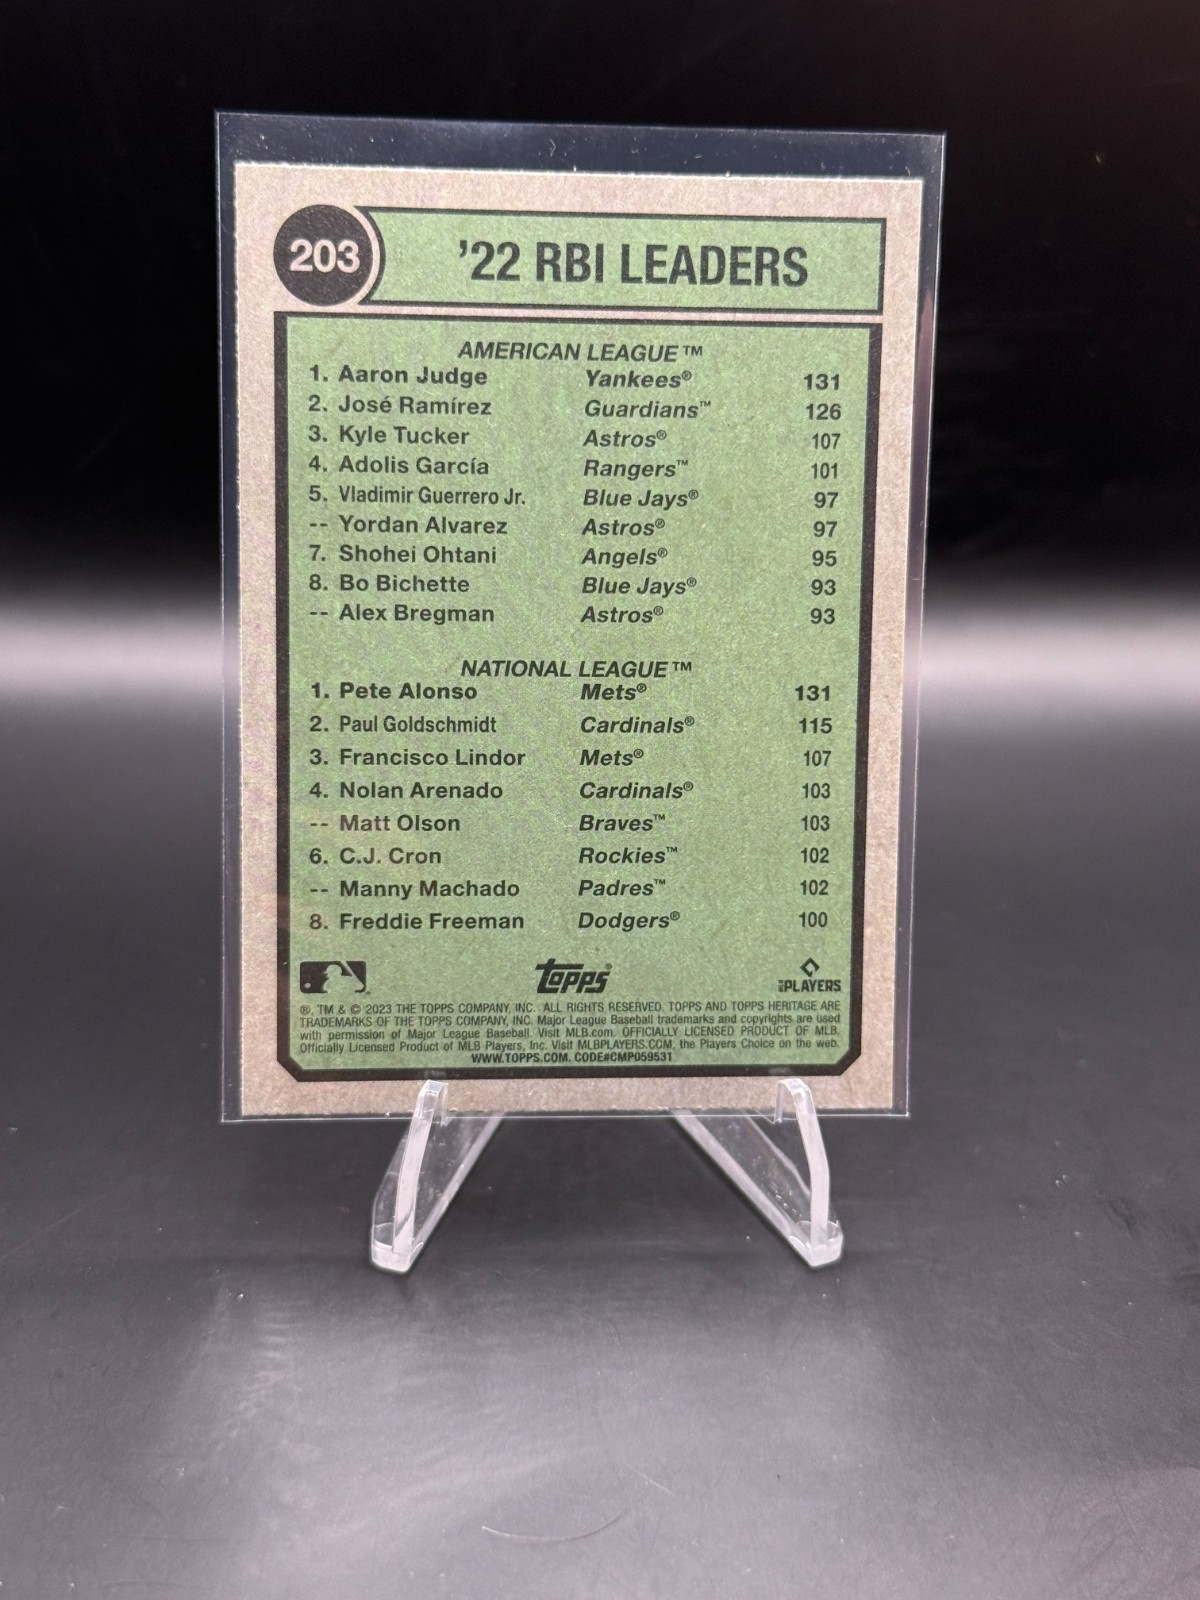 203
'22 RBI LEADERS
AMERICAN LEAGUE™
1. Aaron Judge Yankees® 131
2. José Ramírez Guardians™ 126
3. Kyle Tucker Astros® 107
4. Adolis García Rangers™ 101
5. Vladimir Guerrero Jr. Blue Jays® 97
-- Yordan Alvarez Astros® 97
7. Shohei Ohtani Angels® 95
8. Bo Bichette Blue Jays® 93
-- Alex Bregman Astros® 93
NATIONAL LEAGUE™
1. Pete Alonso Mets® 131
2. Paul Goldschmidt Cardinals® 115
3. Francisco Lindor Mets® 107
4. Nolan Arenado Cardinals® 103
-- Matt Olson Braves™ 103
6. C.J. Cron Rockies™ 102
-- Manny Machado Padres™ 102
8. Freddie Freeman Dodgers® 100
Topps® MLB PLAYERS
®, TM & © 2023 THE TOPPS COMPANY, INC. ALL RIGHTS RESERVED. TOPPS AND TOPPS HERITAGE ARE
TRADEMARKS OF THE TOPPS COMPANY, INC. Major League Baseball trademarks and copyrights are used
with permission of Major League Baseball. Visit MLB.com. OFFICIALLY LICENSED PRODUCT OF MLB
Officially Licensed Product of MLB Players, Inc. Visit MLBPLAYERS.COM, the Players Choice on the web.
WWW.TOPPS.COM. CODE#CMP059531